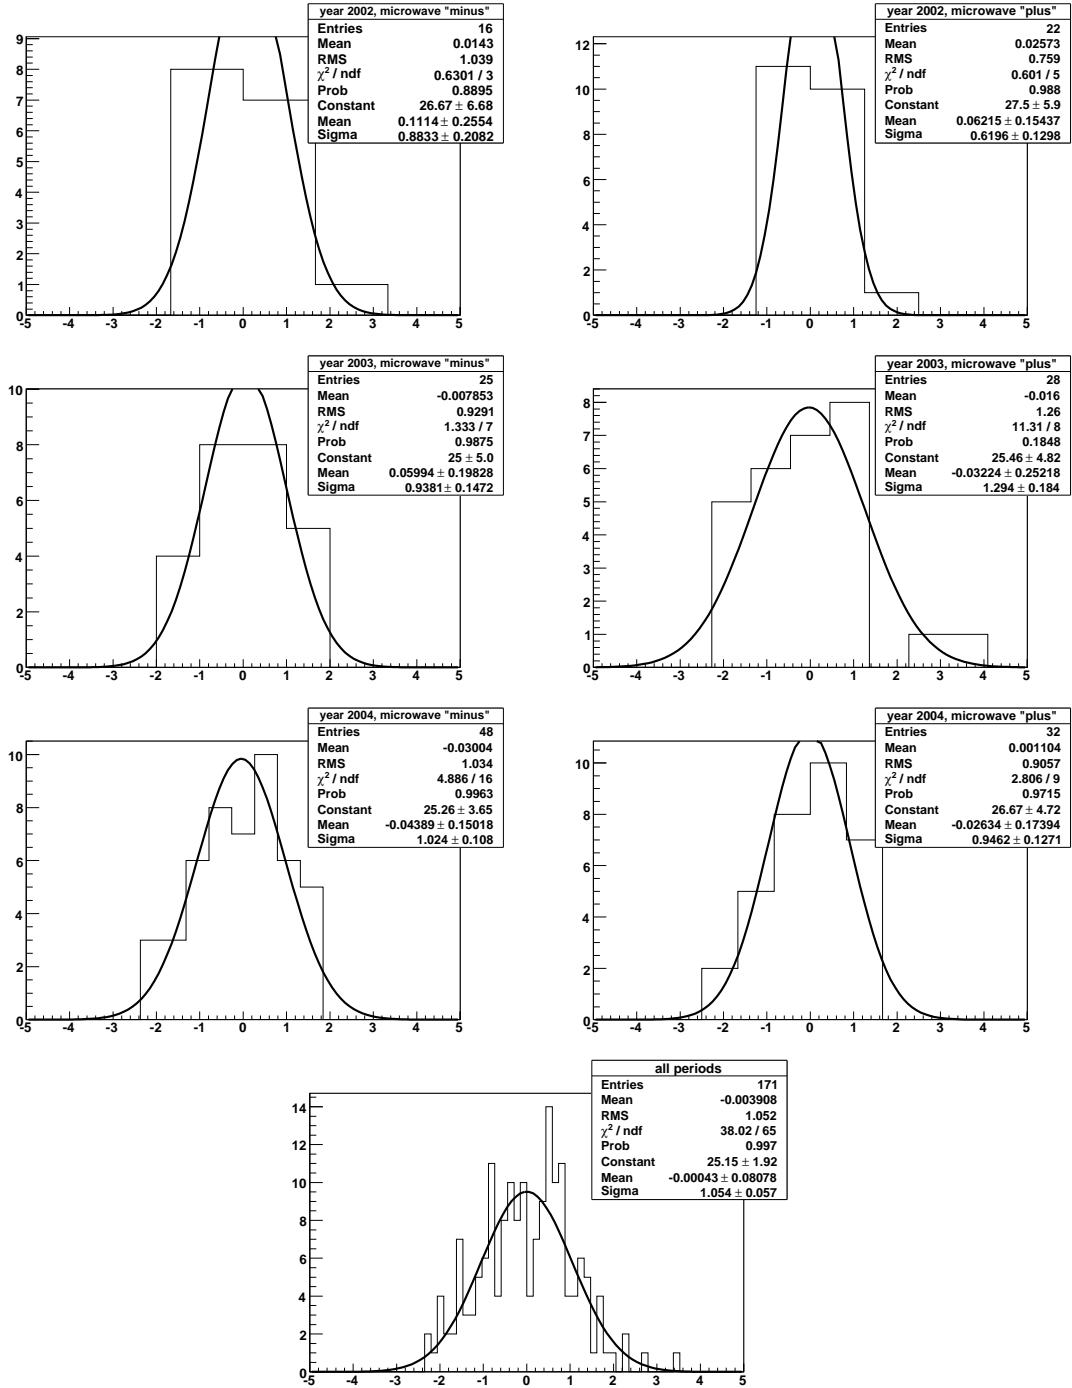 year 2002, microwave "minus"
Entries 16
Mean 0.0143
RMS 1.039
χ² / ndf 0.6301 / 3
Prob 0.8895
Constant 26.67 ± 6.68
Mean 0.1114 ± 0.2554
Sigma 0.8833 ± 0.2082
9
8
7
6
5
4
3
2
1
0
-5 -4 -3 -2 -1 0 1 2 3 4 5
year 2002, microwave "plus"
Entries 22
Mean 0.02573
RMS 0.759
χ² / ndf 0.601 / 5
Prob 0.988
Constant 27.5 ± 5.9
Mean 0.06215 ± 0.15437
Sigma 0.6196 ± 0.1298
12
10
8
6
4
2
0
-5 -4 -3 -2 -1 0 1 2 3 4 5
year 2003, microwave "minus"
Entries 25
Mean -0.007853
RMS 0.9291
χ² / ndf 1.333 / 7
Prob 0.9875
Constant 25 ± 5.0
Mean 0.05994 ± 0.19828
Sigma 0.9381 ± 0.1472
10
8
6
4
2
0
-5 -4 -3 -2 -1 0 1 2 3 4 5
year 2003, microwave "plus"
Entries 28
Mean -0.016
RMS 1.26
χ² / ndf 11.31 / 8
Prob 0.1848
Constant 25.46 ± 4.82
Mean -0.03224 ± 0.25218
Sigma 1.294 ± 0.184
8
7
6
5
4
3
2
1
0
-5 -4 -3 -2 -1 0 1 2 3 4 5
year 2004, microwave "minus"
Entries 48
Mean -0.03004
RMS 1.034
χ² / ndf 4.886 / 16
Prob 0.9963
Constant 25.26 ± 3.65
Mean -0.04389 ± 0.15018
Sigma 1.024 ± 0.108
10
8
6
4
2
0
-5 -4 -3 -2 -1 0 1 2 3 4 5
year 2004, microwave "plus"
Entries 32
Mean 0.001104
RMS 0.9057
χ² / ndf 2.806 / 9
Prob 0.9715
Constant 26.67 ± 4.72
Mean -0.02634 ± 0.17394
Sigma 0.9462 ± 0.1271
10
8
6
4
2
0
-5 -4 -3 -2 -1 0 1 2 3 4 5
all periods
Entries 171
Mean -0.003908
RMS 1.052
χ² / ndf 38.02 / 65
Prob 0.997
Constant 25.15 ± 1.92
Mean -0.00043 ± 0.08078
Sigma 1.054 ± 0.057
14
12
10
8
6
4
2
0
-5 -4 -3 -2 -1 0 1 2 3 4 5